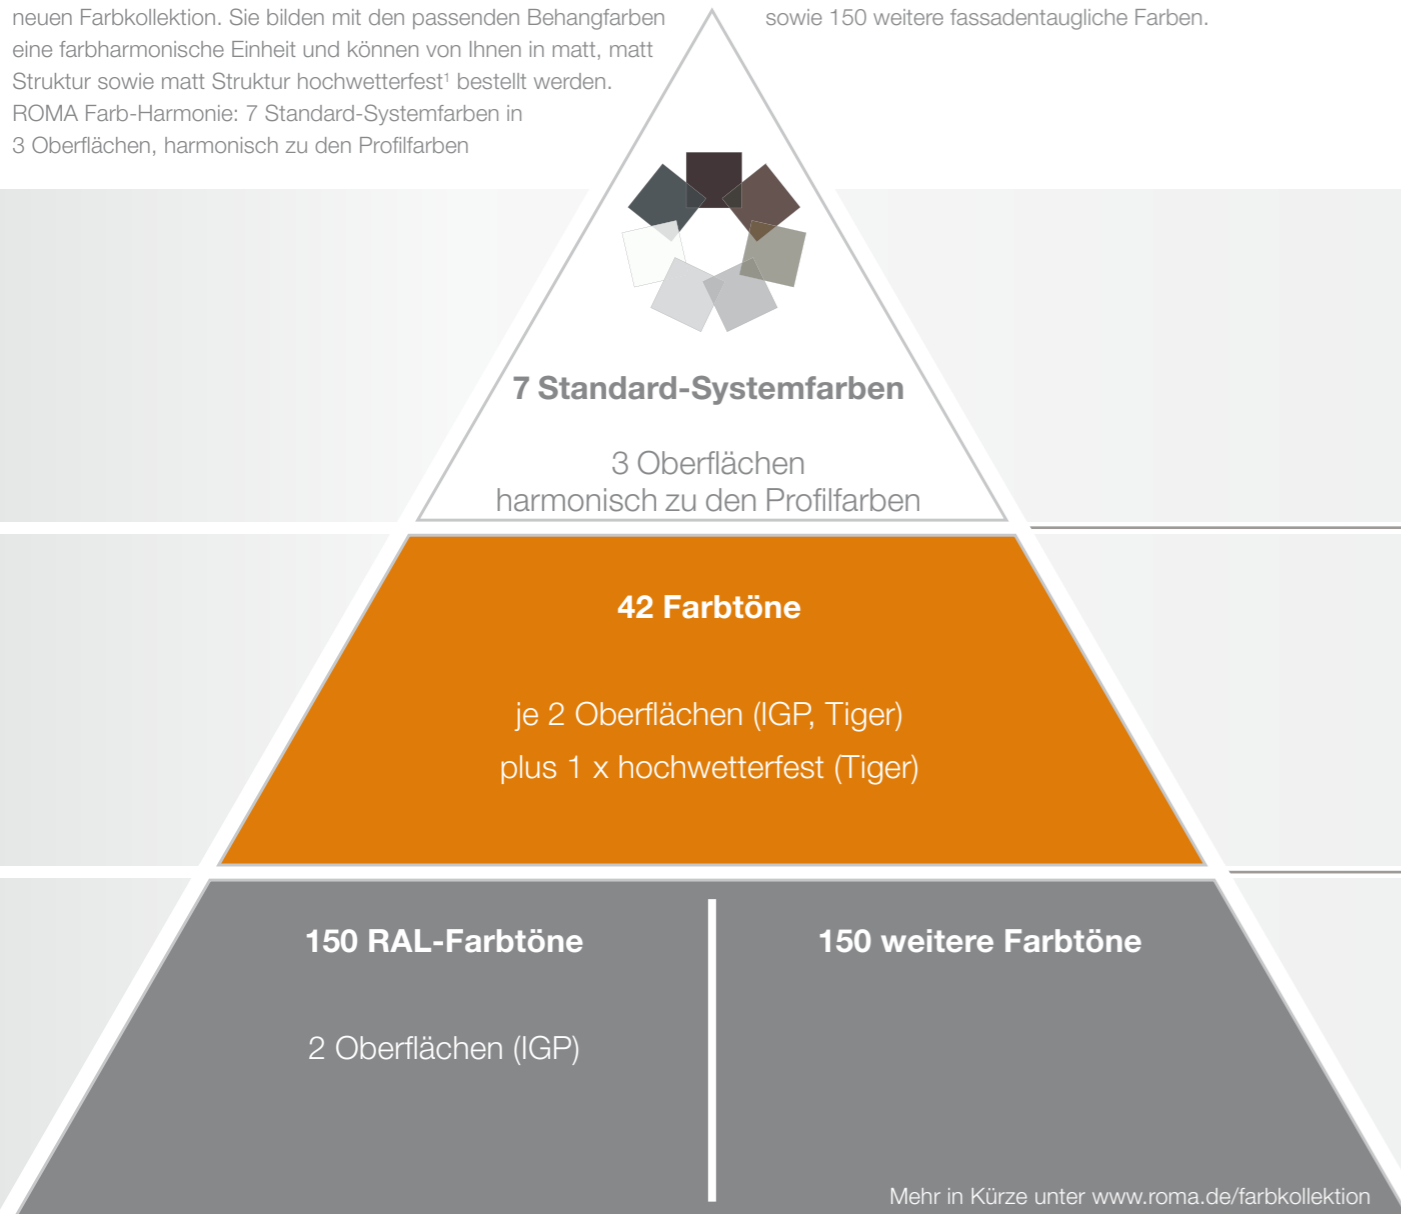 neuen Farbkollektion. Sie bilden mit den passenden Behangfarben
eine farbharmonische Einheit und können von Ihnen in matt, matt
Struktur sowie matt Struktur hochwetterfest¹ bestellt werden.
ROMA Farb-Harmonie: 7 Standard-Systemfarben in
3 Oberflächen, harmonisch zu den Profilfarben
sowie 150 weitere fassadentaugliche Farben.
7 Standard-Systemfarben
3 Oberflächen
harmonisch zu den Profilfarben
42 Farbtöne
je 2 Oberflächen (IGP, Tiger)
plus 1 x hochwetterfest (Tiger)
150 RAL-Farbtöne
2 Oberflächen (IGP)
150 weitere Farbtöne
Mehr in Kürze unter www.roma.de/farbkollektion